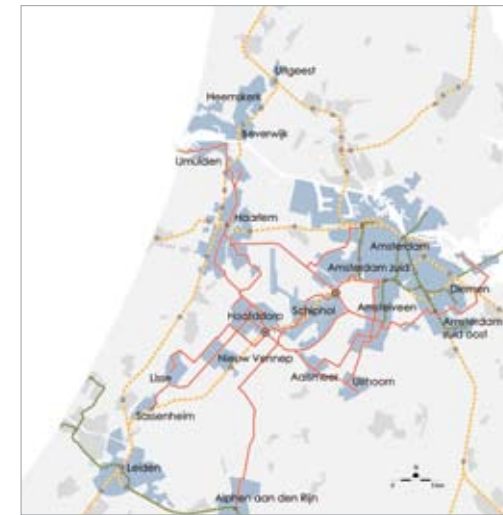 Uitgeest
Heemskerk
Beverwijk
IJmuiden
Haarlem
Amsterdam
Amsterdam zuid
Diemen
Schiphol
Amstelveen
Hoofddorp
Amsterdam
zuid oost
Nieuw Vennep
Aalsmeer
Uithoorn
Lisse
Sassenheim
Leiden
Alphen aan den Rijn